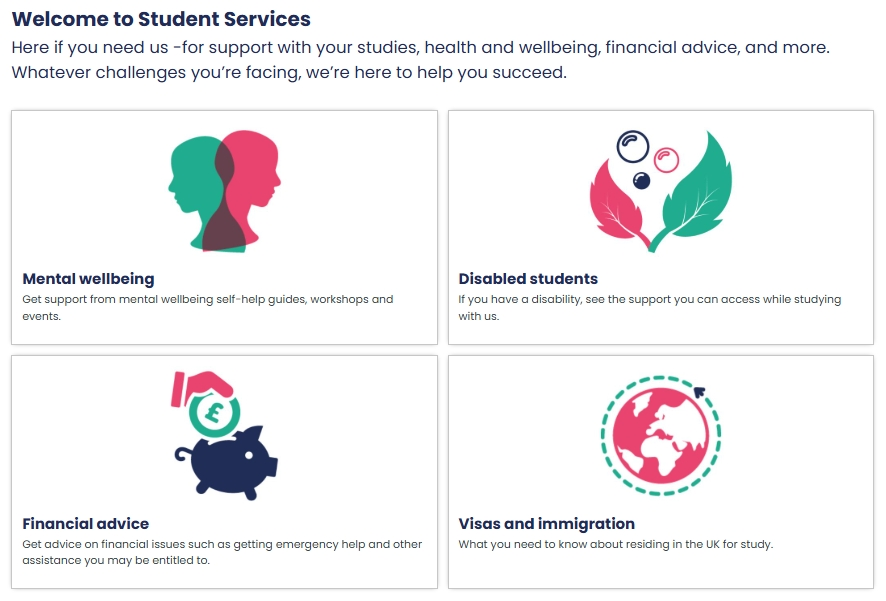 Welcome to Student Services
Here if you need us -for support with your studies, health and wellbeing, financial advice, and more.
Whatever challenges you’re facing, we’re here to help you succeed.
Mental wellbeing
Get support from mental wellbeing self-help guides, workshops and
events.
Disabled students
If you have a disability, see the support you can access while studying
with us.
£
Financial advice
Get advice on financial issues such as getting emergency help and other
assistance you may be entitled to.
Visas and immigration
What you need to know about residing in the UK for study.